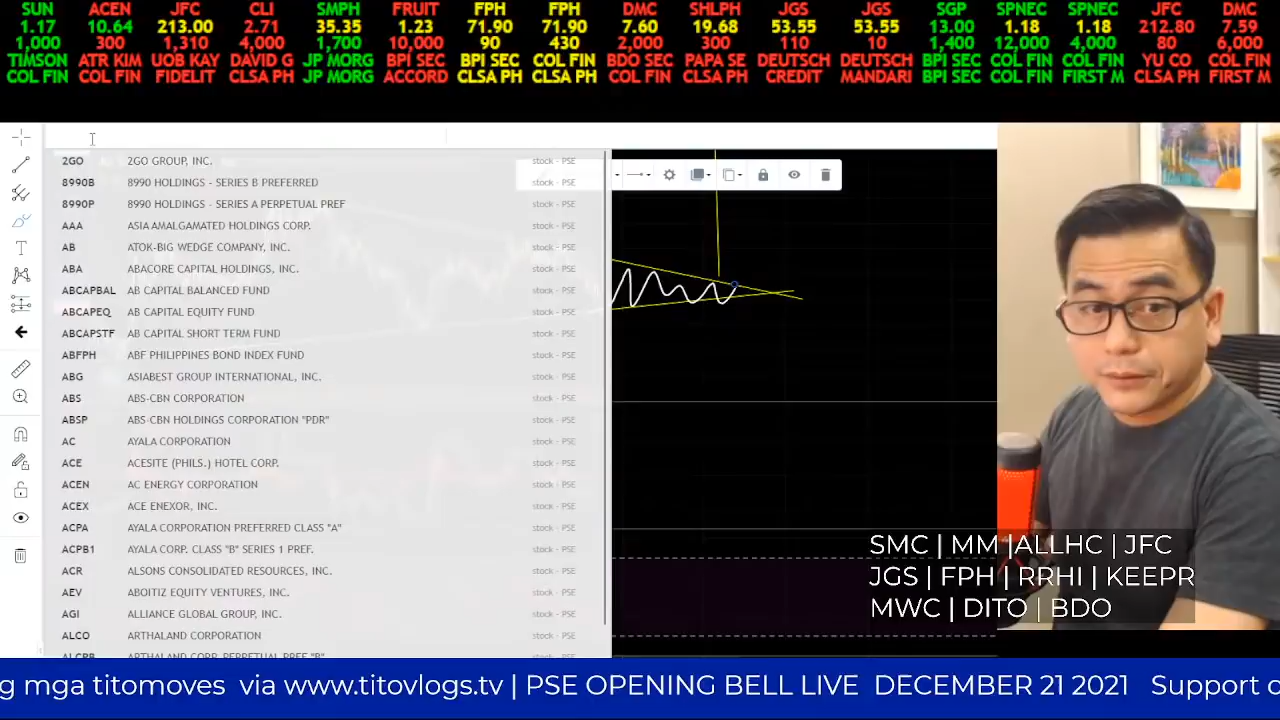 SUN ACEN JFC CLI SMPH FRUIT FPH FPH DMC SHLPH JGS JGS SGP SPNEC SPNEC JFC DMC
1.17 10.64 213.00 2.71 35.35 1.23 71.90 71.90 7.60 19.68 53.55 53.55 13.00 1.18 1.18 212.80 7.59
1,000 300 1,310 4,000 1,700 10,000 90 430 2,000 300 110 10 1,400 12,000 4,000 80 6,000
TIMSON ATR KIM UOB KAY DAVID G JP MORG BPI SEC BPI SEC COL FIN BDO SEC PAPA SE DEUTSCH DEUTSCH BPI SEC COL FIN COL FIN YU CO COL FIN
COL FIN COL FIN FIDELIT CLSA PH JP MORG ACCORD CLSA PH CLSA PH COL FIN CLSA PH CREDIT MANDARI BPI SEC COL FIN FIRST M CLSA PH FIRST M
2GO 2GO GROUP, INC. stock - PSE
8990B 8990 HOLDINGS - SERIES B PREFERRED stock - PSE
8990P 8990 HOLDINGS - SERIES A PERPETUAL PREF stock - PSE
AAA ASIA AMALGAMATED HOLDINGS CORP. stock - PSE
AB ATOK-BIG WEDGE COMPANY, INC. stock - PSE
ABA ABACORE CAPITAL HOLDINGS, INC. stock - PSE
ABCAPBAL AB CAPITAL BALANCED FUND stock - PSE
ABCAPEQ AB CAPITAL EQUITY FUND stock - PSE
ABCAPSTF AB CAPITAL SHORT TERM FUND stock - PSE
ABFPH ABF PHILIPPINES BOND INDEX FUND stock - PSE
ABG ASIABEST GROUP INTERNATIONAL, INC. stock - PSE
ABS ABS-CBN CORPORATION stock - PSE
ABSP ABS-CBN HOLDINGS CORPORATION "PDR" stock - PSE
AC AYALA CORPORATION stock - PSE
ACE ACESITE (PHILS.) HOTEL CORP. stock - PSE
ACEN AC ENERGY CORPORATION stock - PSE
ACEX ACE ENEXOR, INC. stock - PSE
ACPA AYALA CORPORATION PREFERRED CLASS "A" stock - PSE
ACPB1 AYALA CORP. CLASS "B" SERIES 1 PREF. stock - PSE
ACR ALSONS CONSOLIDATED RESOURCES, INC. stock - PSE
AEV ABOITIZ EQUITY VENTURES, INC. stock - PSE
AGI ALLIANCE GLOBAL GROUP, INC. stock - PSE
ALCO ARTHALAND CORPORATION stock - PSE
ALCPB ARTHALAND CORP. PERPETUAL PREF "B" stock - PSE
SMC | MM |ALLHC | JFC
JGS | FPH | RRHI | KEEPR
MWC | DITO | BDO
g mga titomoves via www.titovlogs.tv | PSE OPENING BELL LIVE DECEMBER 21 2021 Support